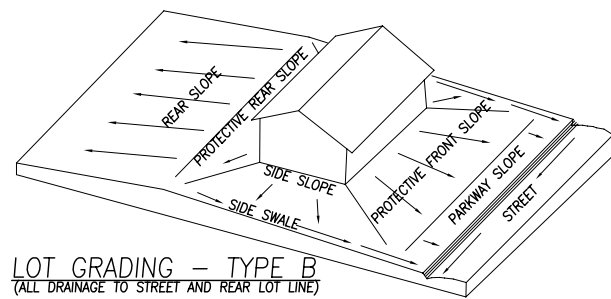 REAR SLOPE
PROTECTIVE REAR SLOPE
SIDE SLOPE
SIDE SWALE
PROTECTIVE FRONT SLOPE
PARKWAY SLOPE
STREET
LOT GRADING - TYPE B
(ALL DRAINAGE TO STREET AND REAR LOT LINE)